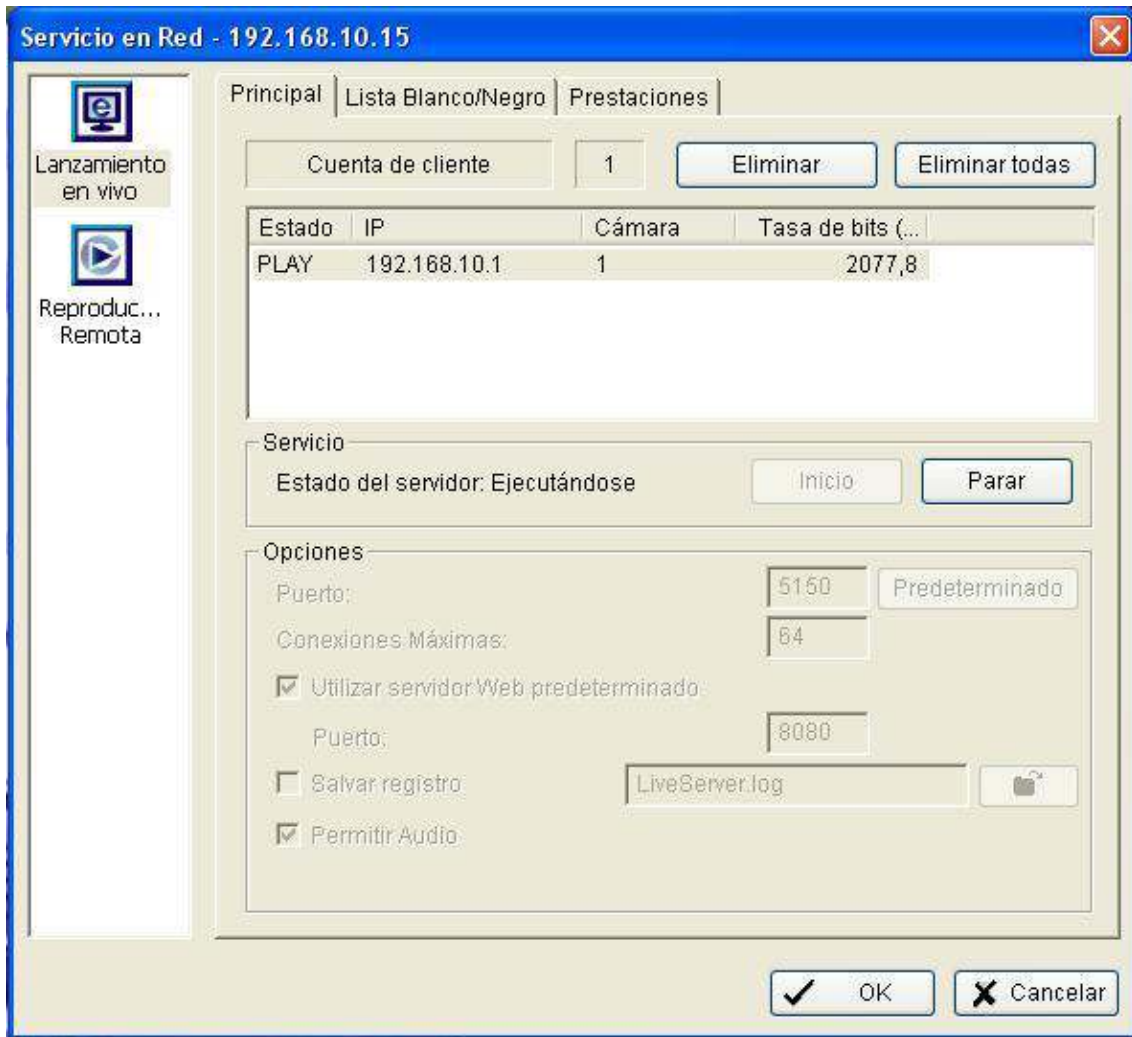 Servicio en Red - 192.168.10.15
Lanzamiento
en vivo
Reproduc...
Remota
Principal Lista Blanco/Negro Prestaciones
Cuenta de cliente 1 Eliminar Eliminar todas
Estado IP Cámara Tasa de bits (...
PLAY 192.168.10.1 1 2077,8
Servicio
Estado del servidor: Ejecutándose Inicio Parar
Opciones
Puerto: 5150 Predeterminado
Conexiones Máximas: 64
Utilizar servidor Web predeterminado
Puerto: 8080
Salvar registro LiveServer.log
Permitir Audio
OK Cancelar